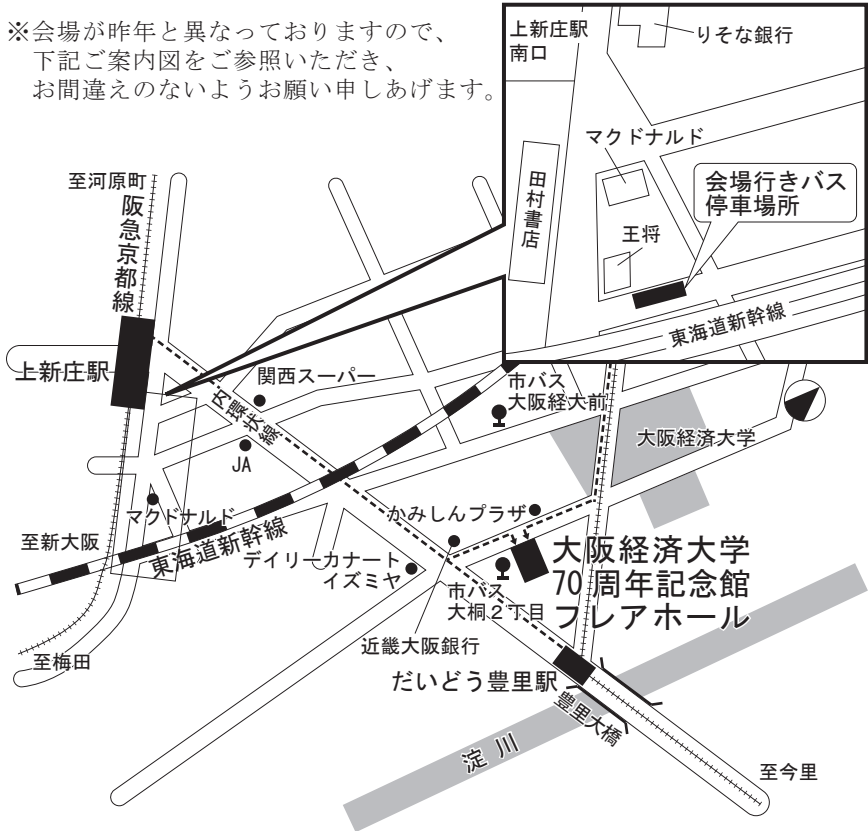 ※会場が昨年と異なっておりますので、
下記ご案内図をご参照いただき、
お間違えのないようお願い申しあげます。
上新庄駅
南口
りそな銀行
マクドナルド
田村書店
会場行きバス
停車場所
王将
東海道新幹線
至河原町
阪急京都線
上新庄駅
関西スーパー
内環状線
市バス
大阪経大前
大阪経済大学
JA
マクドナルド
かみしんプラザ
至新大阪
東海道新幹線
デイリーカナート
イズミヤ
市バス
大桐2丁目
大阪経済大学
70周年記念館
フレアホール
近畿大阪銀行
至梅田
だいどう豊里駅
豊里大橋
淀川
至今里